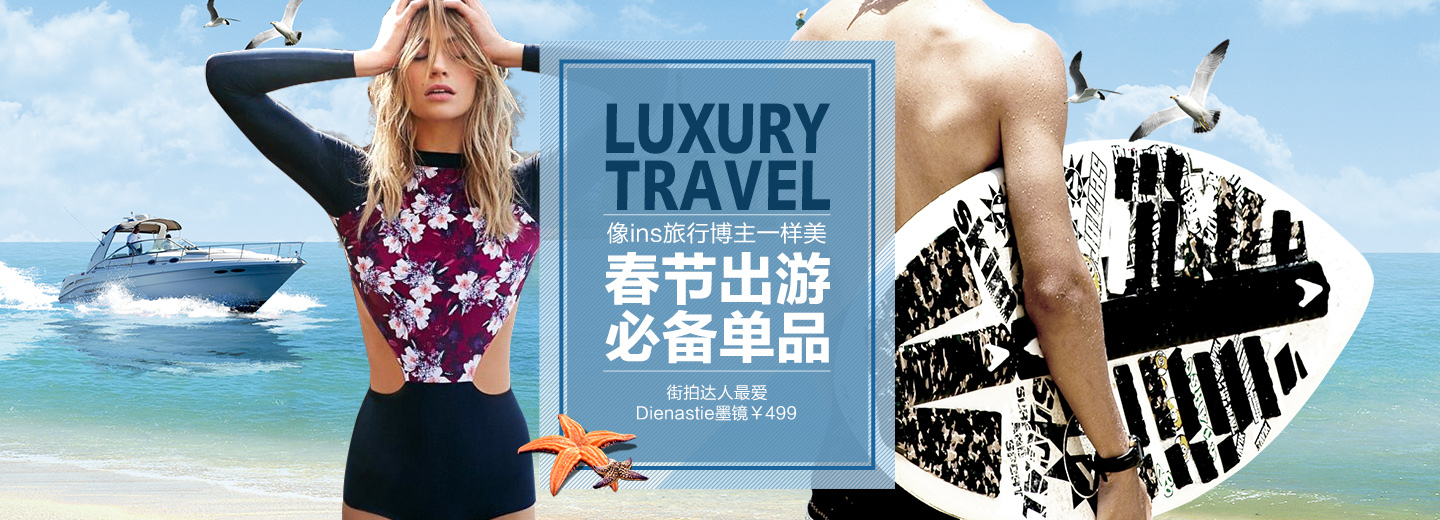 LUXURY
TRAVEL
像ins旅行博主一样美
春节出游
必备单品
街拍达人最爱
Dienastie墨镜￥499